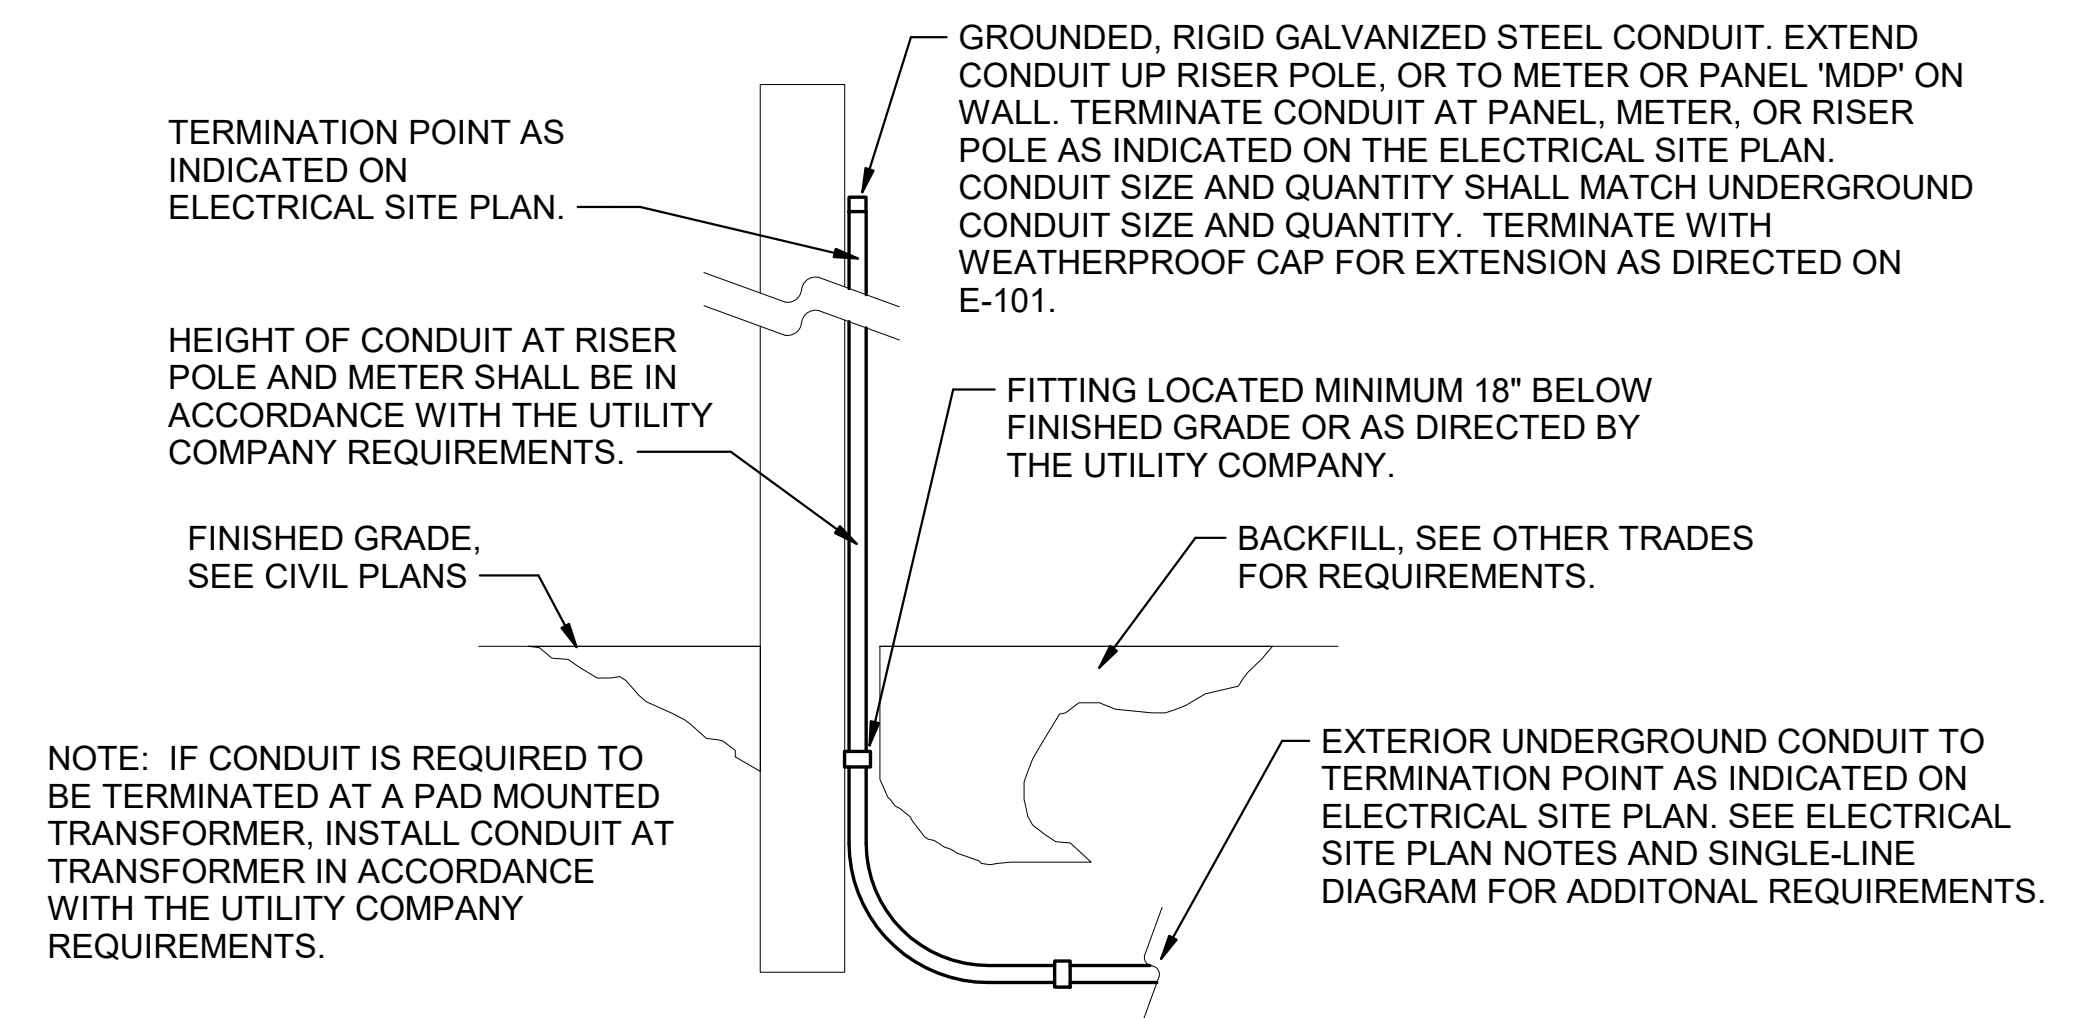 GROUNDED, RIGID GALVANIZED STEEL CONDUIT. EXTEND
CONDUIT UP RISER POLE, OR TO METER OR PANEL 'MDP' ON
WALL. TERMINATE CONDUIT AT PANEL, METER, OR RISER
POLE AS INDICATED ON THE ELECTRICAL SITE PLAN.
CONDUIT SIZE AND QUANTITY SHALL MATCH UNDERGROUND
CONDUIT SIZE AND QUANTITY.  TERMINATE WITH
WEATHERPROOF CAP FOR EXTENSION AS DIRECTED ON
E-101.
TERMINATION POINT AS
INDICATED ON
ELECTRICAL SITE PLAN.
HEIGHT OF CONDUIT AT RISER
POLE AND METER SHALL BE IN
ACCORDANCE WITH THE UTILITY
COMPANY REQUIREMENTS.
FITTING LOCATED MINIMUM 18" BELOW
FINISHED GRADE OR AS DIRECTED BY
THE UTILITY COMPANY.
FINISHED GRADE,
SEE CIVIL PLANS
BACKFILL, SEE OTHER TRADES
FOR REQUIREMENTS.
NOTE:  IF CONDUIT IS REQUIRED TO
BE TERMINATED AT A PAD MOUNTED
TRANSFORMER, INSTALL CONDUIT AT
TRANSFORMER IN ACCORDANCE
WITH THE UTILITY COMPANY
REQUIREMENTS.
EXTERIOR UNDERGROUND CONDUIT TO
TERMINATION POINT AS INDICATED ON
ELECTRICAL SITE PLAN. SEE ELECTRICAL
SITE PLAN NOTES AND SINGLE-LINE
DIAGRAM FOR ADDITONAL REQUIREMENTS.